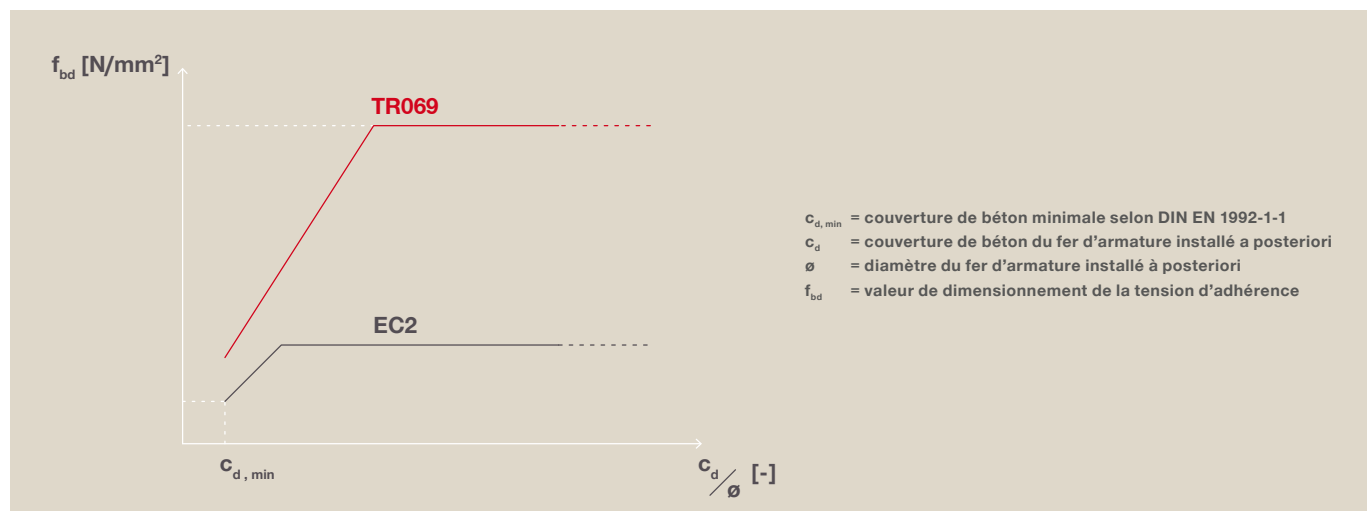 f_bd [N/mm²]
TR069
EC2
c_d, min
c_d/ø [-]
c_d, min = couverture de béton minimale selon DIN EN 1992-1-1
c_d = couverture de béton du fer d’armature installé a posteriori
ø = diamètre du fer d’armature installé à posteriori
f_bd = valeur de dimensionnement de la tension d’adhérence